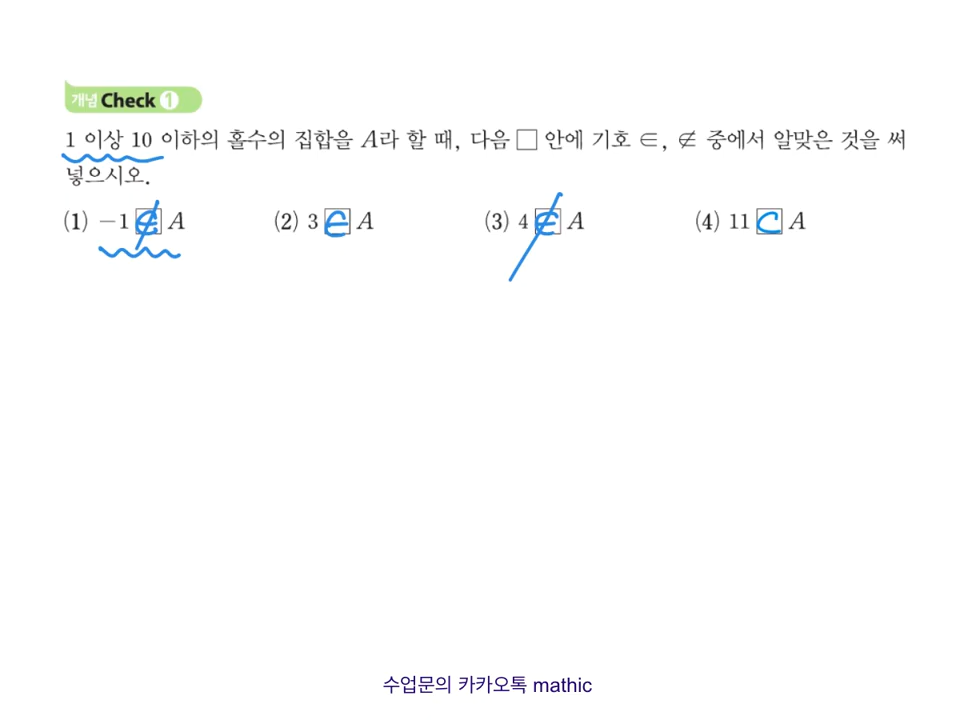 개념 Check 1
1 이상 10 이하의 홀수의 집합을 A라 할 때, 다음 □ 안에 기호 ∈, ∉ 중에서 알맞은 것을 써
넣으시오.
(1) −1 ∉ A (2) 3 ∈ A (3) 4 ∉ A (4) 11 ⊂ A
수업문의 카카오톡 mathic